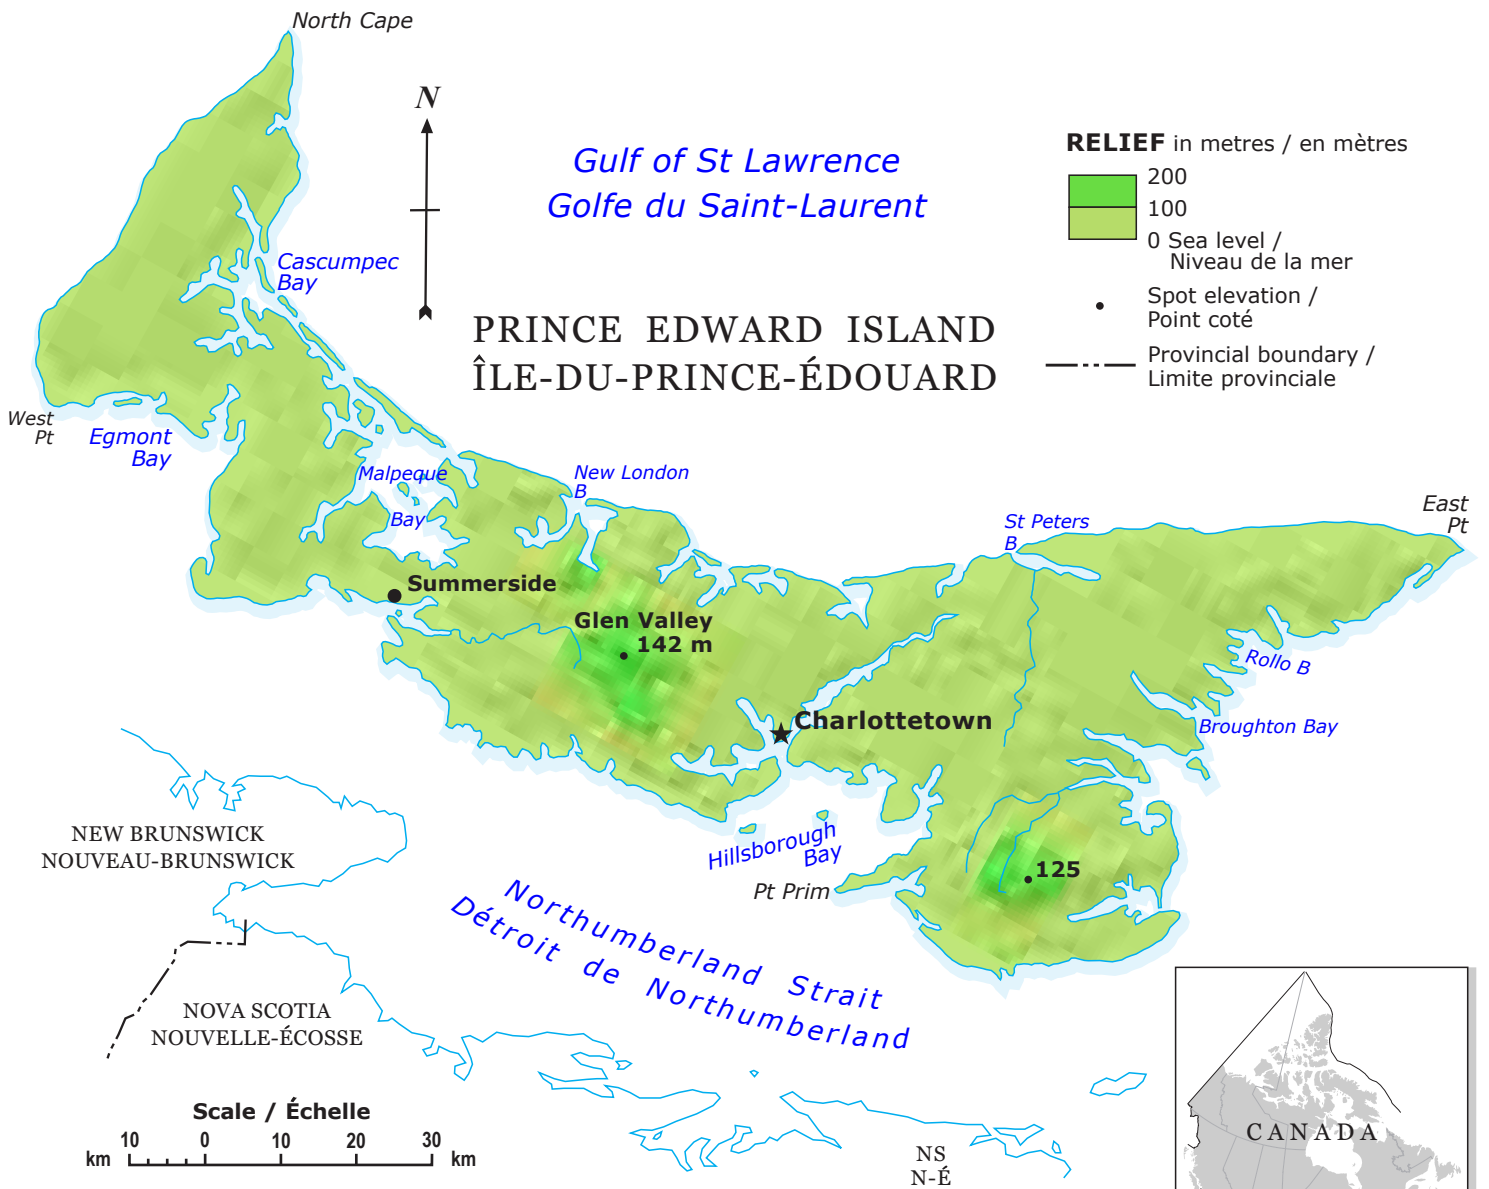 North Cape
N
Gulf of St Lawrence
Golfe du Saint-Laurent
RELIEF in metres / en mètres
200
100
0 Sea level /
Niveau de la mer
Spot elevation /
Point coté
Provincial boundary /
Limite provinciale
Cascumpec
Bay
PRINCE EDWARD ISLAND
ÎLE-DU-PRINCE-ÉDOUARD
West
Pt
Egmont
Bay
Malpeque
Bay
New London
B
St Peters
B
East
Pt
Summerside
Glen Valley
142 m
Rollo B
Charlottetown
Broughton Bay
Hillsborough
Bay
Pt Prim
125
NEW BRUNSWICK
NOUVEAU-BRUNSWICK
Northumberland Strait
Détroit de Northumberland
NOVA SCOTIA
NOUVELLE-ÉCOSSE
Scale / Échelle
10 0 10 20 30
km km
NS
N-É
CANADA